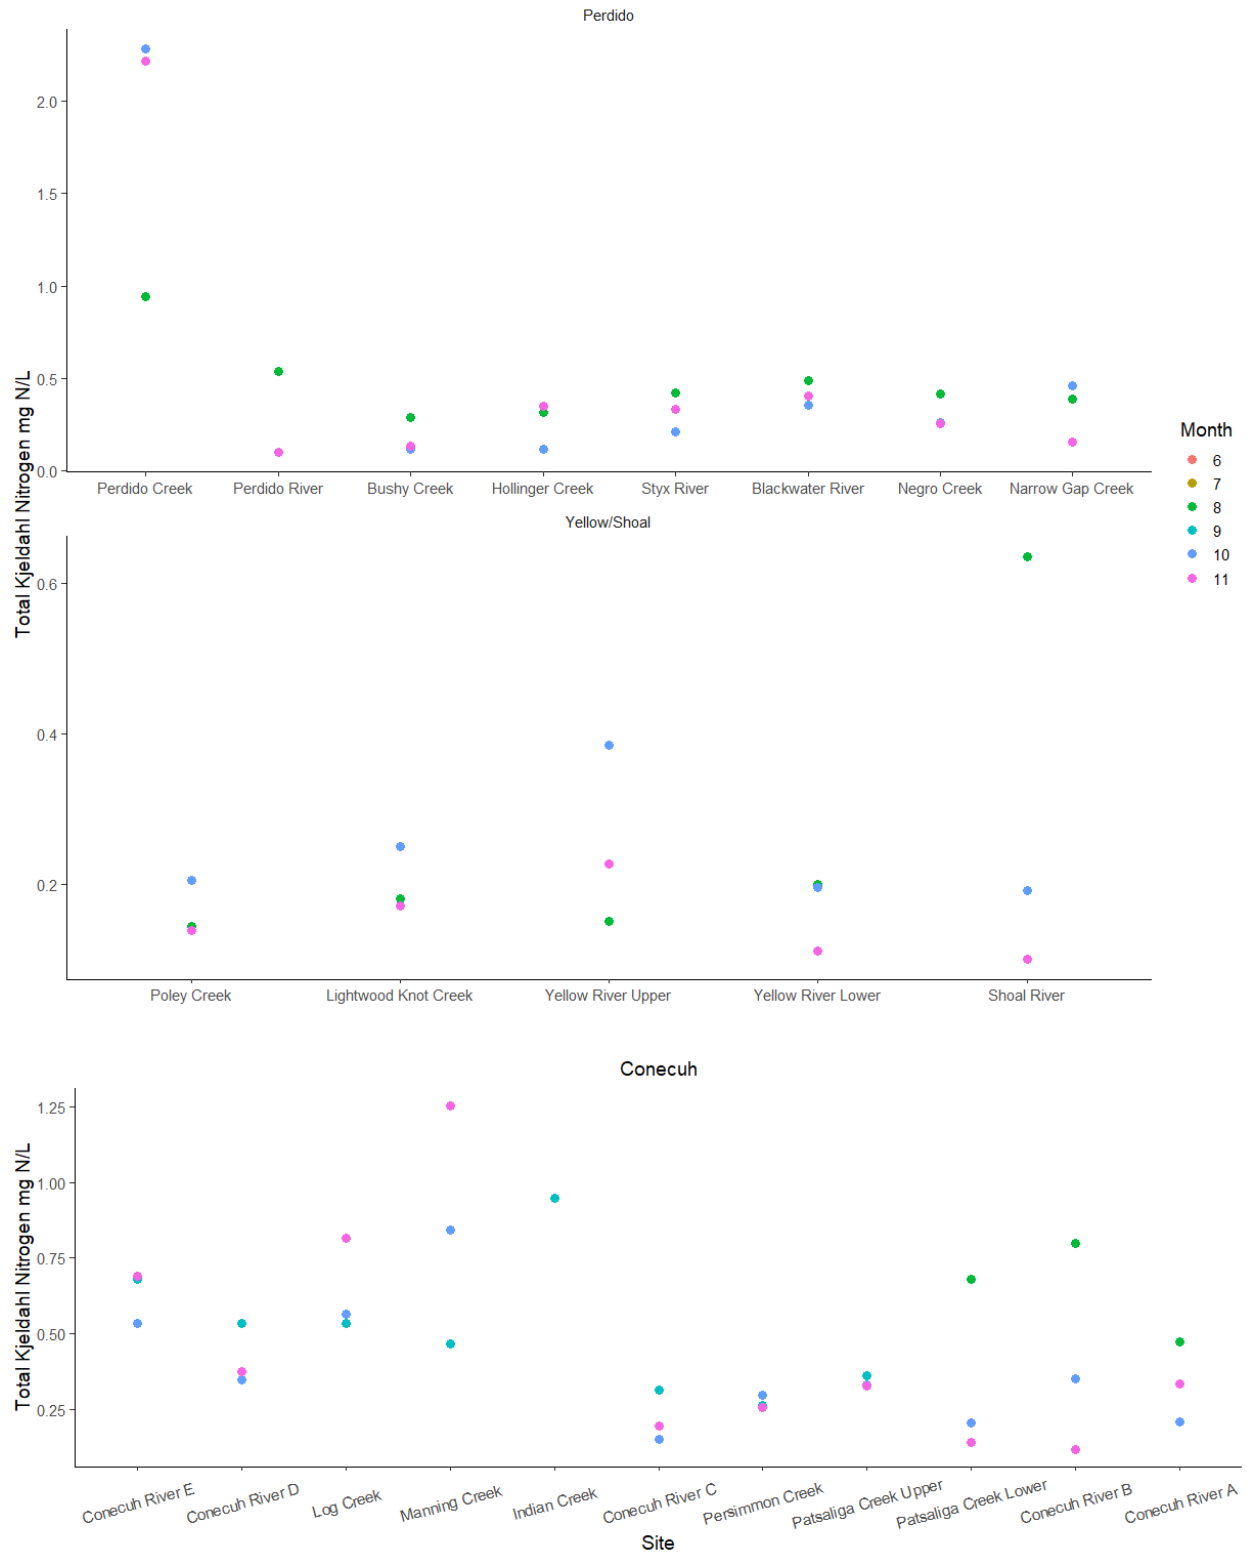 Perdido
2.0
1.5
1.0
0.5
0.0
Perdido Creek Perdido River Bushy Creek Hollinger Creek Styx River Blackwater River Negro Creek Narrow Gap Creek
Total Kjeldahl Nitrogen mg N/L
Yellow/Shoal
0.6
0.4
0.2
Poley Creek Lightwood Knot Creek Yellow River Upper Yellow River Lower Shoal River
Month
6
7
8
9
10
11
Conecuh
Total Kjeldahl Nitrogen mg N/L
1.25
1.00
0.75
0.50
0.25
Conecuh River E Conecuh River D Log Creek Manning Creek Indian Creek Conecuh River C Persimmon Creek Patsaliga Creek Upper Patsaliga Creek Lower Conecuh River B Conecuh River A
Site